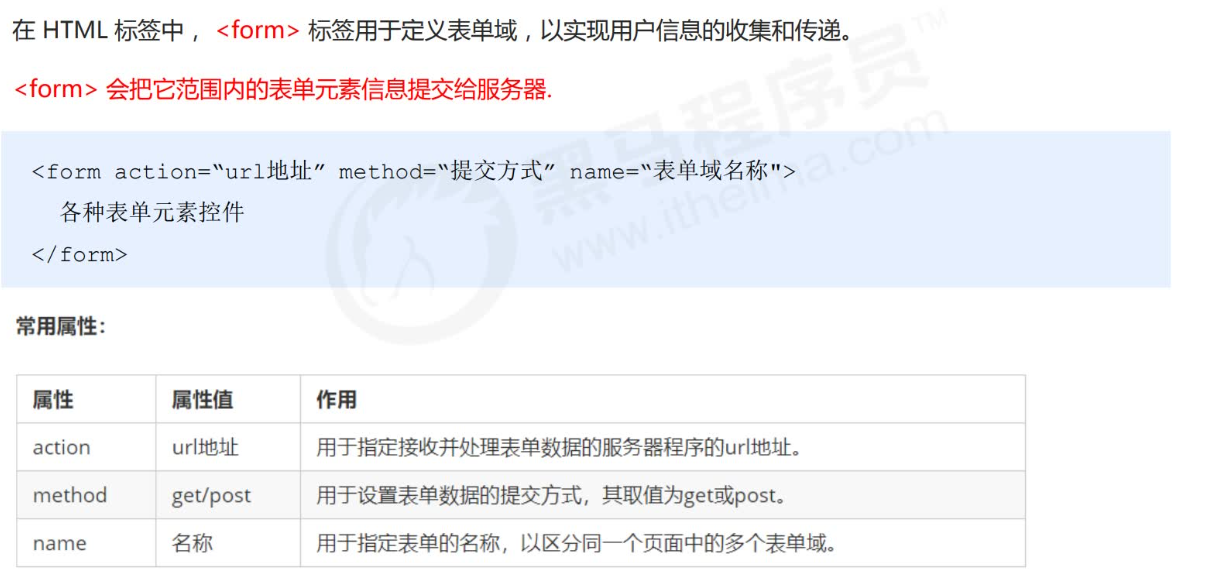 在 HTML 标签中， <form> 标签用于定义表单域，以实现用户信息的收集和传递。
<form> 会把它范围内的表单元素信息提交给服务器.
<form action=“url地址” method=“提交方式” name=“表单域名称">
各种表单元素控件
</form>
黑马程序员™
www.itheima.com
常用属性：
属性 属性值 作用
action url地址 用于指定接收并处理表单数据的服务器程序的url地址。
method get/post 用于设置表单数据的提交方式，其取值为get或post。
name 名称 用于指定表单的名称，以区分同一个页面中的多个表单域。